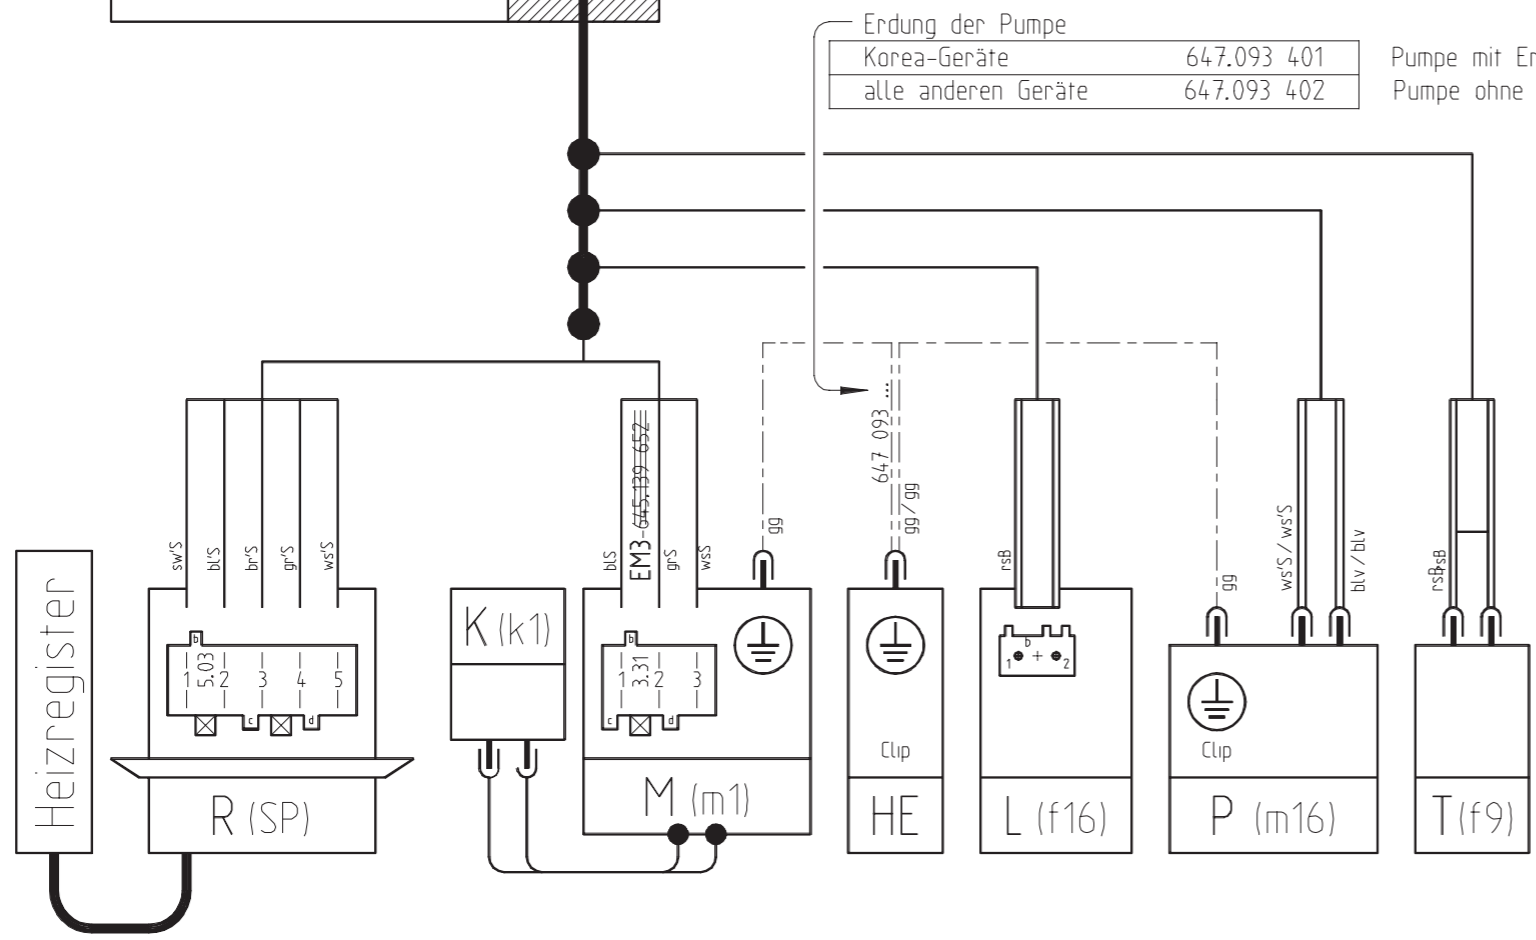 Erdung der Pumpe
Korea-Geräte 647.093 401 Pumpe mit Er
alle anderen Geräte 647.093 402 Pumpe ohne
647 093 ...
EM3-645.139 652
sw'S bl'S br'S gr'S ws'S
blS grS wsS
gg
gg/gg
rsB
gg
ws'S/ws'S
blv/blv
rsB rsB
Heizregister
b
1 5.03 2 3 4 5
c d
R (SP)
K (k1)
b
1 3.31 2 3
c d
M (m1)
Clip
HE
b
1 + 2
L (f16)
Clip
P (m16)
T(f9)